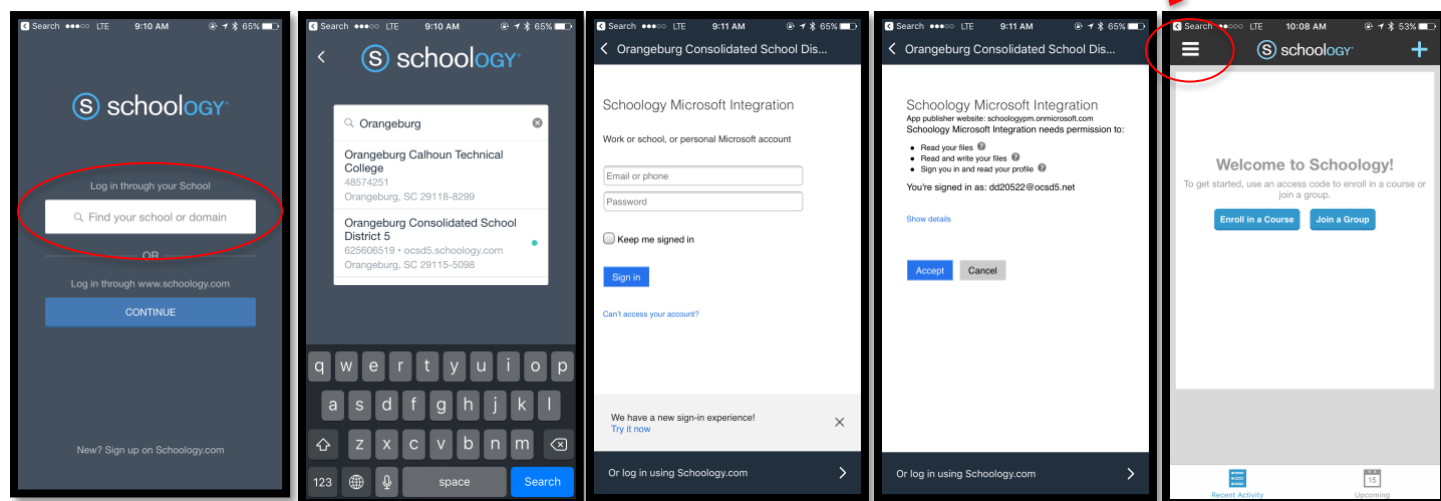 Search LTE 9:10 AM 65%
S schoology
Log in through your School
Find your school or domain
OR
Log in through www.schoology.com
CONTINUE
New? Sign up on Schoology.com
Search LTE 9:10 AM 65%
S schoology
Orangeburg
Orangeburg Calhoun Technical
College
48574251
Orangeburg, SC 29118-8299
Orangeburg Consolidated School
District 5
625606519 • ocsd5.schoology.com
Orangeburg, SC 29115-5098
q w e r t y u i o p
a s d f g h j k l
z x c v b n m
123 space Search
Search LTE 9:11 AM 65%
Orangeburg Consolidated School Dis...
Schoology Microsoft Integration
Work or school, or personal Microsoft account
Email or phone
Password
Keep me signed in
Sign in
Can't access your account?
We have a new sign-in experience!
Try it now
Or log in using Schoology.com
Search LTE 9:11 AM 65%
Orangeburg Consolidated School Dis...
Schoology Microsoft Integration
App publisher website: schoologypm.onmicrosoft.com
Schoology Microsoft Integration needs permission to:
• Read your files ?
• Read and write your files ?
• Sign you in and read your profile ?
You're signed in as: dd20522@ocsd5.net
Show details
Accept Cancel
Or log in using Schoology.com
Search LTE 10:08 AM 53%
S schoology +
Welcome to Schoology!
To get started, use an access code to enroll in a course or
join a group.
Enroll in a Course Join a Group
15
Recent Activity Upcoming